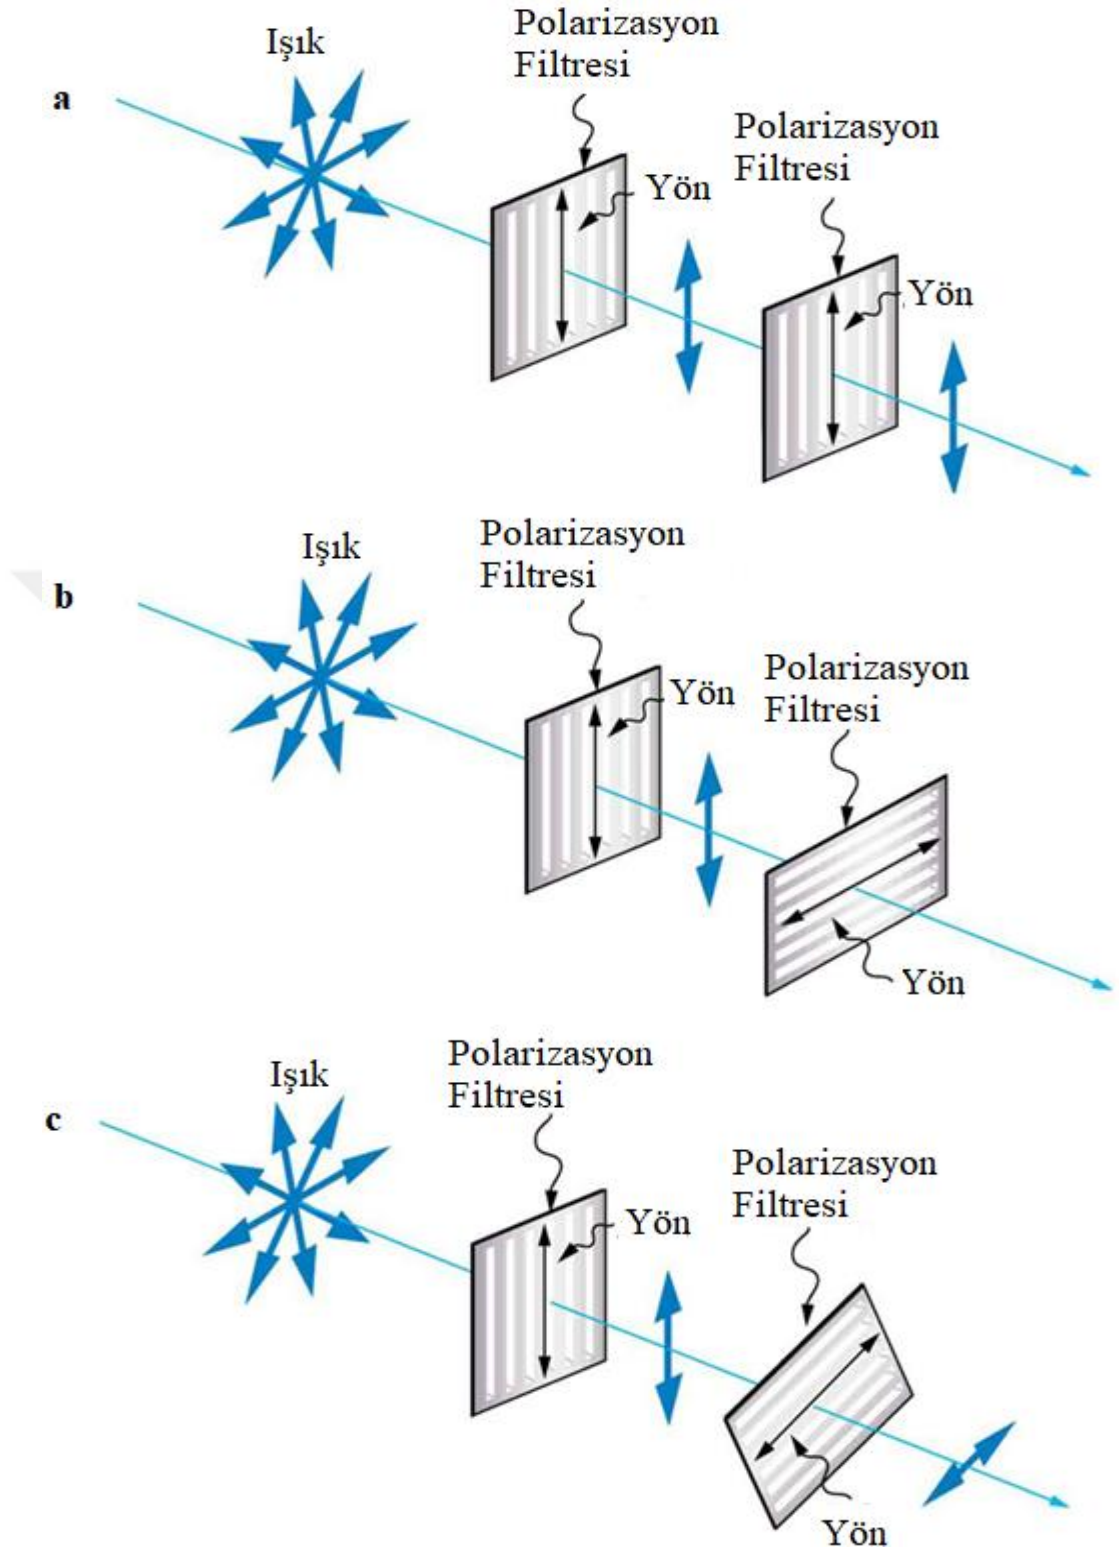 Işık
Polarizasyon
Filtresi
a
Yön
Polarizasyon
Filtresi
Yön
Işık
Polarizasyon
Filtresi
b
Yön
Polarizasyon
Filtresi
Yön
Işık
Polarizasyon
Filtresi
c
Yön
Polarizasyon
Filtresi
Yön